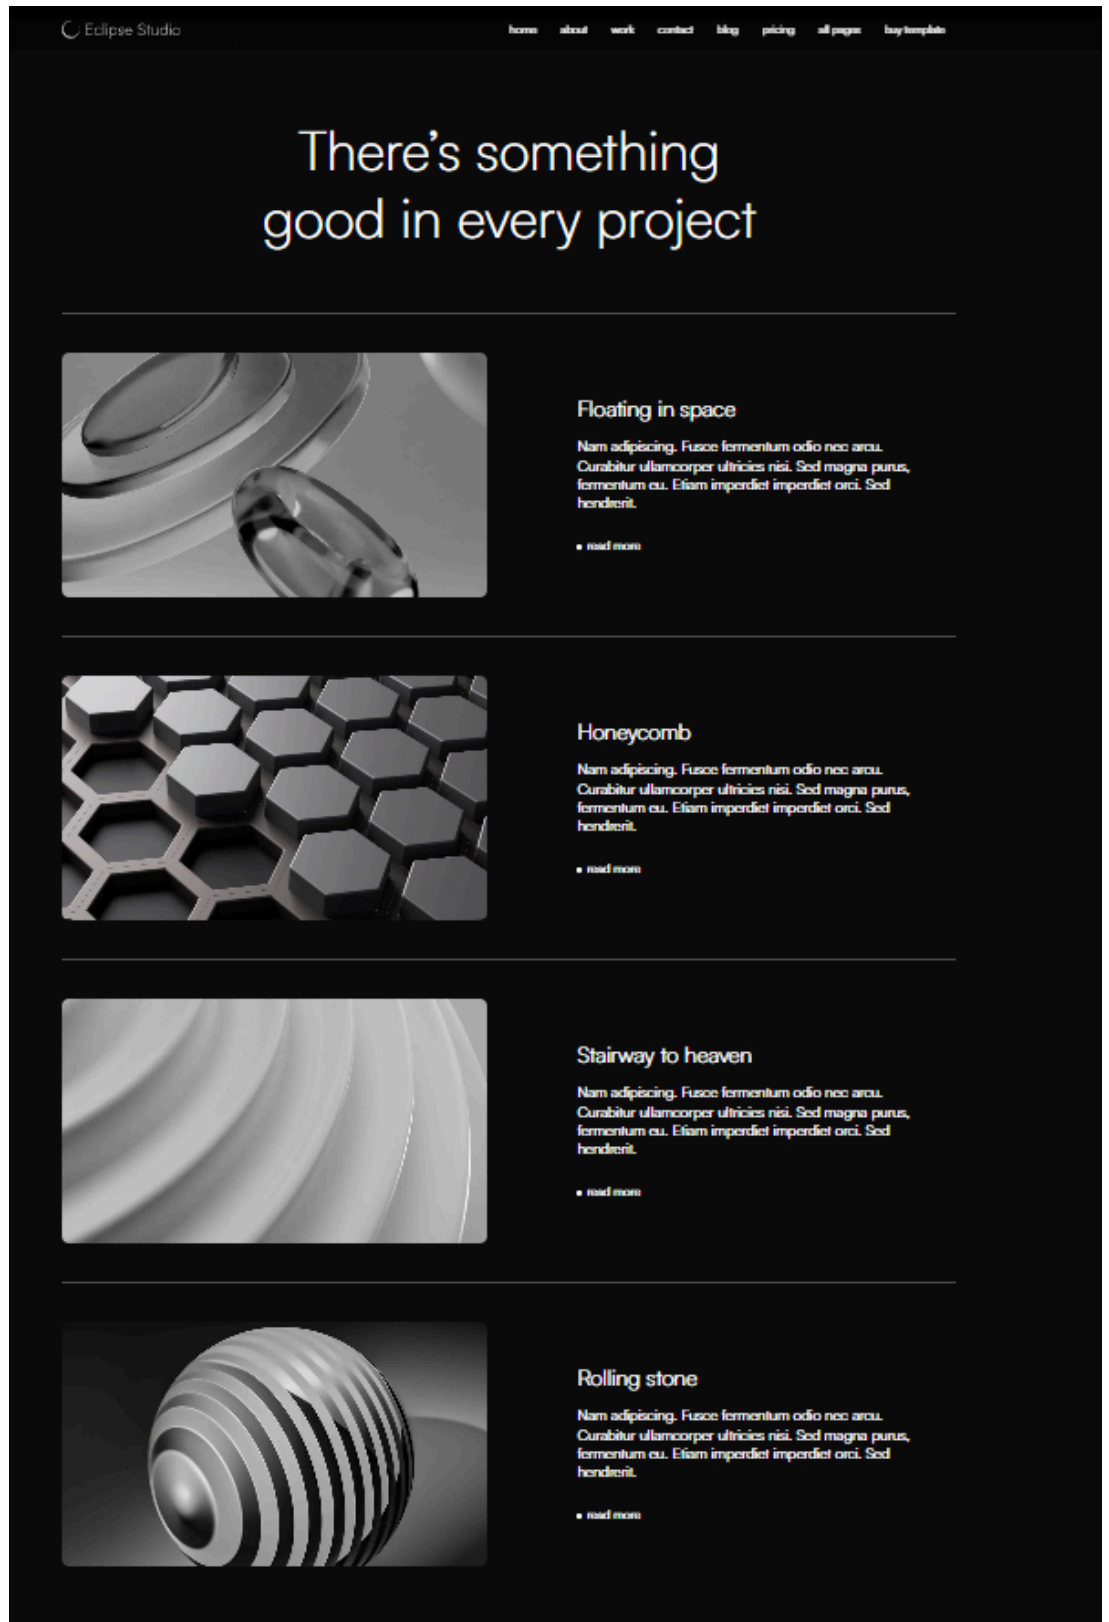 Eclipse Studio
home about work contact blog pricing all pages buy template
There's something
good in every project
Floating in space
Nam adipiscing. Fusce fermentum odio nec arcu.
Curabitur ullamcorper ultricies nisi. Sed magna purus,
fermentum eu. Etiam imperdiet imperdiet orci. Sed
hendrerit.
read more
Honeycomb
Nam adipiscing. Fusce fermentum odio nec arcu.
Curabitur ullamcorper ultricies nisi. Sed magna purus,
fermentum eu. Etiam imperdiet imperdiet orci. Sed
hendrerit.
read more
Stairway to heaven
Nam adipiscing. Fusce fermentum odio nec arcu.
Curabitur ullamcorper ultricies nisi. Sed magna purus,
fermentum eu. Etiam imperdiet imperdiet orci. Sed
hendrerit.
read more
Rolling stone
Nam adipiscing. Fusce fermentum odio nec arcu.
Curabitur ullamcorper ultricies nisi. Sed magna purus,
fermentum eu. Etiam imperdiet imperdiet orci. Sed
hendrerit.
read more